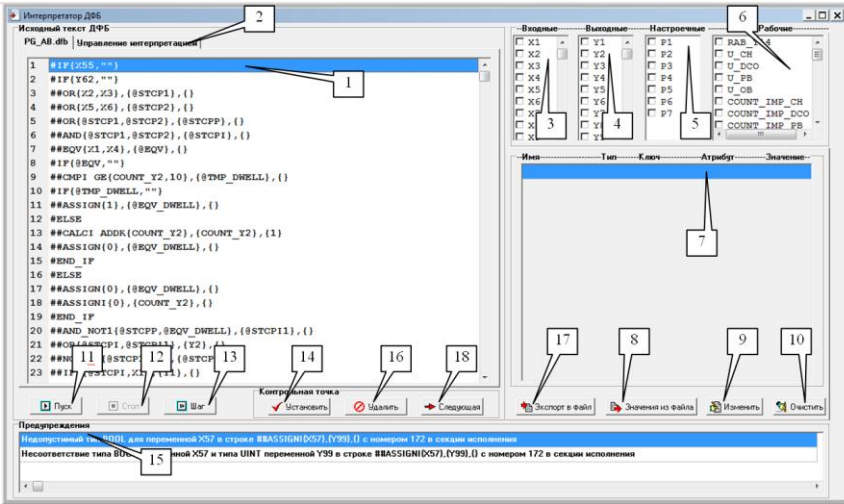 Интерпретатор ДФБ
Исходный текст ДФБ
PG_AB.dfb Управление интерпретацией
1 #IF{X55,""}
2 #IF{Y62,""}
3 ##OR{X2,X3},{@STCP1},{}
4 ##OR{X5,X6},{@STCP2},{}
5 ##OR{@STCP1,@STCP2},{@STCPP},{}
6 ##AND{@STCP1,@STCP2},{@STCPI},{}
7 ##EQV{X1,X4},{@EQV},{}
8 #IF{@EQV,""}
9 ##CMPI_GE{COUNT_Y2,10},{@TMP_DWELL},{}
10 #IF{@TMP_DWELL,""}
11 ##ASSIGN{1},{@EQV_DWELL},{}
12 #ELSE
13 ##CALCI_ADDK{COUNT_Y2},{COUNT_Y2},{1}
14 ##ASSIGN{0},{@EQV_DWELL},{}
15 #END_IF
16 #ELSE
17 ##ASSIGN{0},{@EQV_DWELL},{}
18 ##ASSIGNI{0},{COUNT_Y2},{}
19 #END_IF
20 ##AND_NOT1{@STCPP,@EQV_DWELL},{@STCPI1},{}
21 ##OR{@STCPI,@STCPI1},{Y2},{}
22
23
Пуск Стоп Шаг
Контрольная точка
Установить Удалить Следующая
Входные Выходные Настроечные Рабочие
X1 Y1 P1
X2 Y2 P2 U_CH
X3 Y3 P3 U_DCO
X4 Y4 P4 U_PB
X5 Y5 P5 U_OB
X6 Y6 P6 COUNT_IMP_CH
P7 COUNT_IMP_DCO
COUNT_IMP_PB
Имя Тип Ключ Атрибут Значение
Экспорт в файл Значения из файла Изменить Очистить
Предупреждения
Недопустимый тип BOOL для переменной X57 в строке ##ASSIGNI{X57},{Y99},{} с номером 172 в секции исполнения
Несоответствие типа X57 и типа UINT переменной Y99 в строке ##ASSIGNI{X57},{Y99},{} с номером 172 в секции исполнения
1
2
3
4
5
6
7
8
9
10
11
12
13
14
15
16
17
18